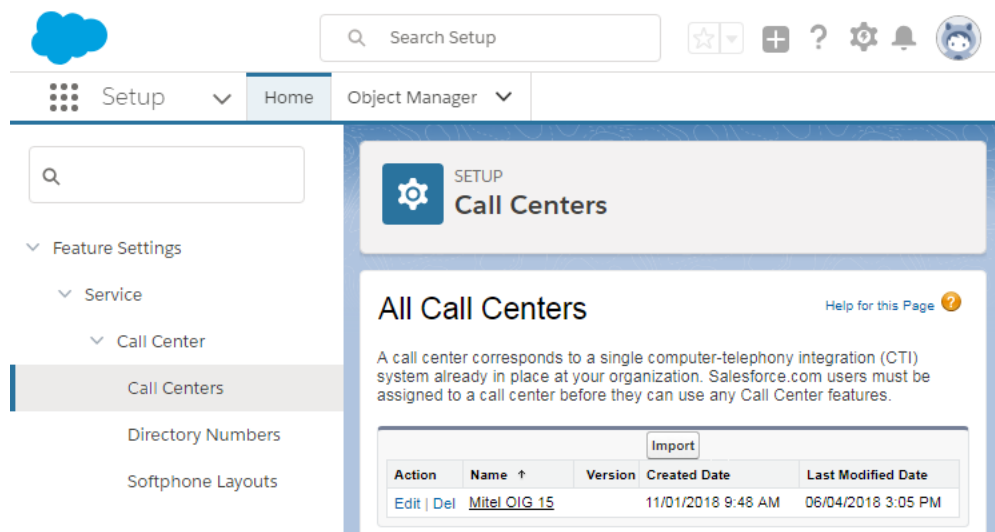 Search Setup
Setup
Home
Object Manager
Feature Settings
Service
Call Center
Call Centers
Directory Numbers
Softphone Layouts
SETUP
Call Centers
All Call Centers
Help for this Page
A call center corresponds to a single computer-telephony integration (CTI)
system already in place at your organization. Salesforce.com users must be
assigned to a call center before they can use any Call Center features.
Import
Action Name ↑ Version Created Date Last Modified Date
Edit | Del Mitel OIG 15 11/01/2018 9:48 AM 06/04/2018 3:05 PM